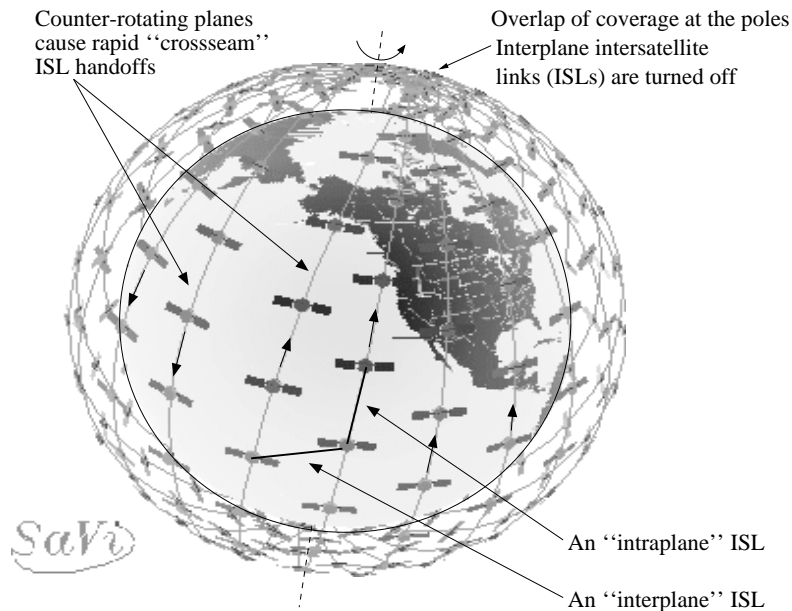 Counter-rotating planes
cause rapid ‘‘crossseam’’
ISL handoffs
Overlap of coverage at the poles
Interplane intersatellite
links (ISLs) are turned off
SaVi
An ‘‘intraplane’’ ISL
An ‘‘interplane’’ ISL